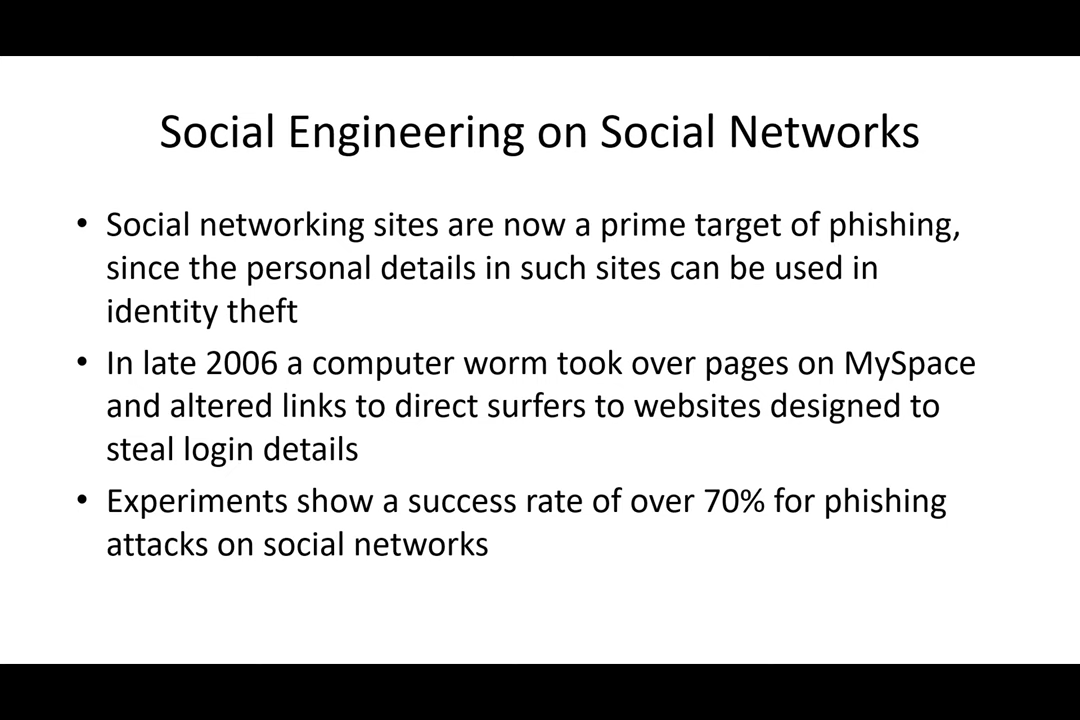 Social Engineering on Social Networks
• Social networking sites are now a prime target of phishing,
since the personal details in such sites can be used in
identity theft
• In late 2006 a computer worm took over pages on MySpace
and altered links to direct surfers to websites designed to
steal login details
• Experiments show a success rate of over 70% for phishing
attacks on social networks